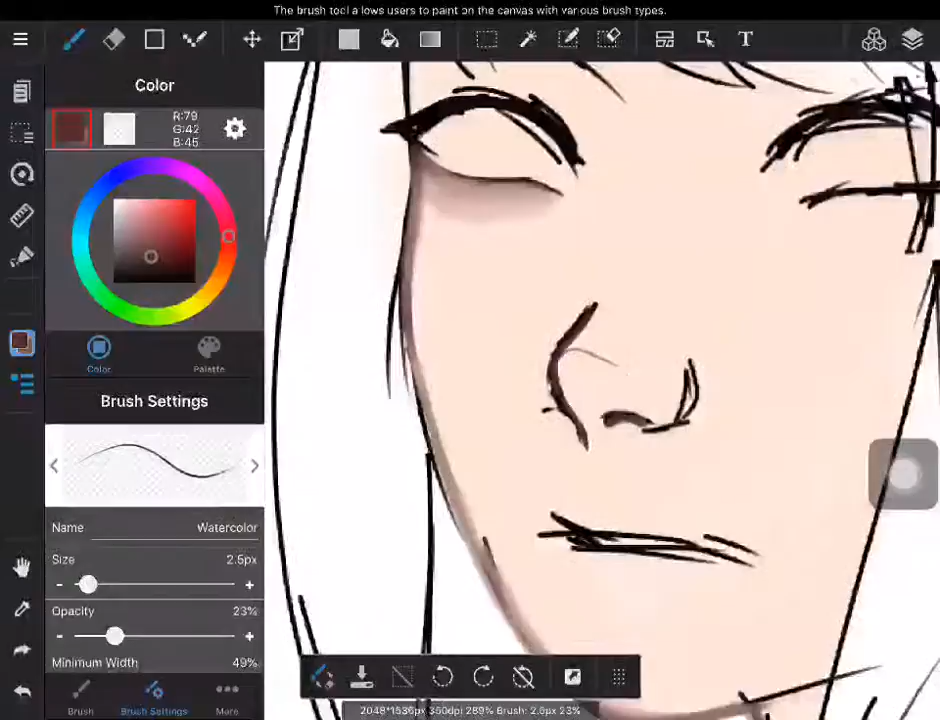 The brush tool a lows users to paint on the canvas with various brush types.
T
Color
R:79
G:42
B:45
Color
Palette
Brush Settings
Name Watercolor
Size 2.5px
- +
Opacity 23%
- +
Minimum Width 49%
Brush
Brush Settings
More
2048*1536px 350dpi 289% Brush: 2.5px 23%